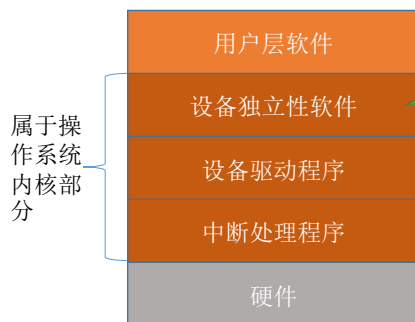 用户层软件
设备独立性软件
属于操
作系统
内核部
分
设备驱动程序
中断处理程序
硬件